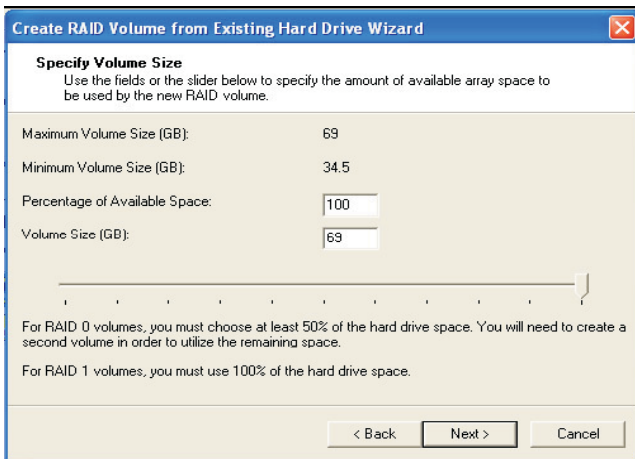 Create RAID Volume from Existing Hard Drive Wizard
Specify Volume Size
Use the fields or the slider below to specify the amount of available array space to
be used by the new RAID volume.
Maximum Volume Size (GB): 69
Minimum Volume Size (GB): 34.5
Percentage of Available Space: 100
Volume Size (GB): 69
For RAID 0 volumes, you must choose at least 50% of the hard drive space. You will need to create a
second volume in order to utilize the remaining space.
For RAID 1 volumes, you must use 100% of the hard drive space.
< Back Next > Cancel